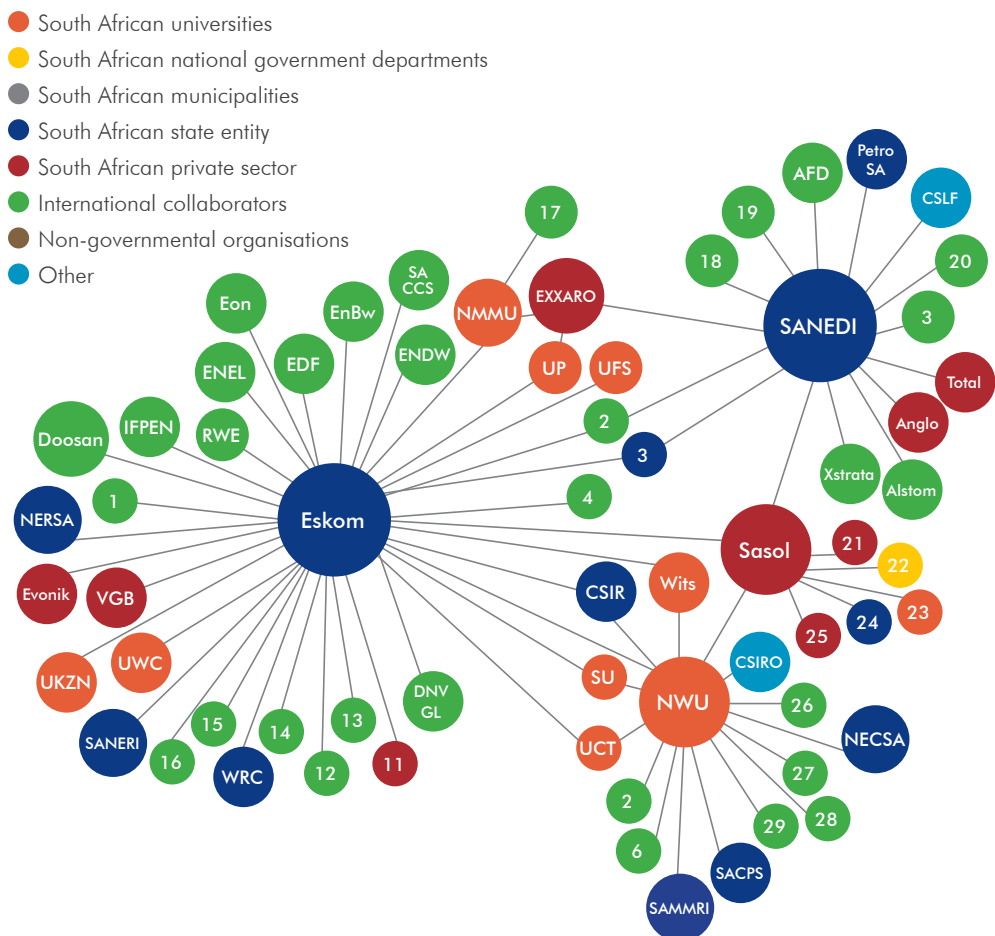 South African universities
South African national government departments
South African municipalities
South African state entity
South African private sector
International collaborators
Non-governmental organisations
Other
Petro
SA
AFD
CSLF
19
17
18
20
SA
CCS
EXXARO
Eon
EnBw
NMMU
SANEDI
3
ENDW
EDF
ENEL
UP
UFS
Total
2
Anglo
IFPEN
RWE
Doosan
3
Xstrata
Alstom
4
1
NERSA
Eskom
Sasol
21
22
Wits
CSIR
Evonik
VGB
23
24
25
UWC
CSIRO
SU
UKZN
DNV
GL
NWU
26
15
13
14
SANERI
NECSA
UCT
16
11
12
WRC
27
2
28
29
6
SACPS
SAMMRI